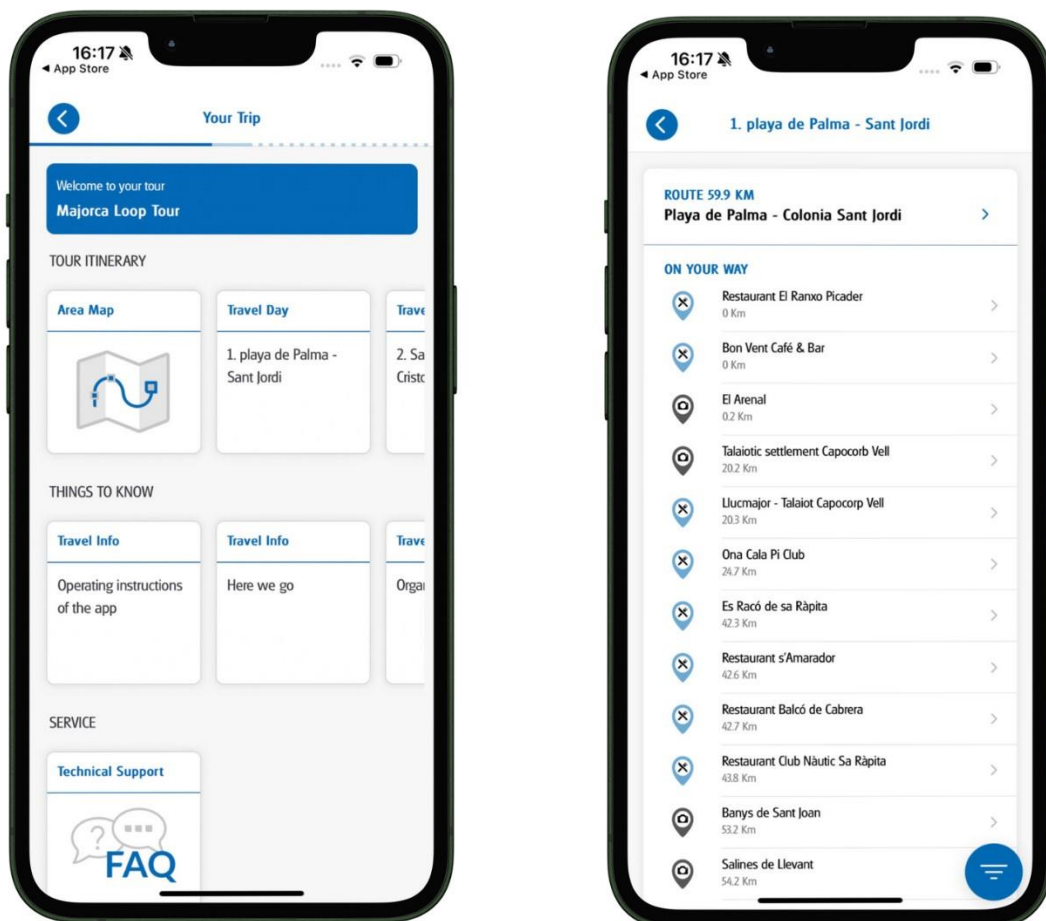 16:17
◀ App Store
Your Trip
Welcome to your tour
Majorca Loop Tour
TOUR ITINERARY
Area Map
Travel Day
Trave
1. playa de Palma -
Sant Jordi
2. Sa
Cristo
THINGS TO KNOW
Travel Info
Travel Info
Trave
Operating instructions
of the app
Here we go
Orga
SERVICE
Technical Support
?
FAQ
16:17
◀ App Store
1. playa de Palma - Sant Jordi
ROUTE 59.9 KM
Playa de Palma - Colonia Sant Jordi
ON YOUR WAY
Restaurant El Ranxo Picader
0 Km
Bon Vent Café & Bar
0 Km
El Arenal
0.2 Km
Talaiotic settlement Capocorb Vell
20.2 Km
Llucmajor - Talaiot Capocorp Vell
20.3 Km
Ona Cala Pi Club
24.7 Km
Es Racó de sa Ràpita
42.3 Km
Restaurant s'Amarador
42.6 Km
Restaurant Balcó de Cabrera
42.7 Km
Restaurant Club Nàutic Sa Ràpita
43.8 Km
Banys de Sant Joan
53.2 Km
Salines de Llevant
54.2 Km